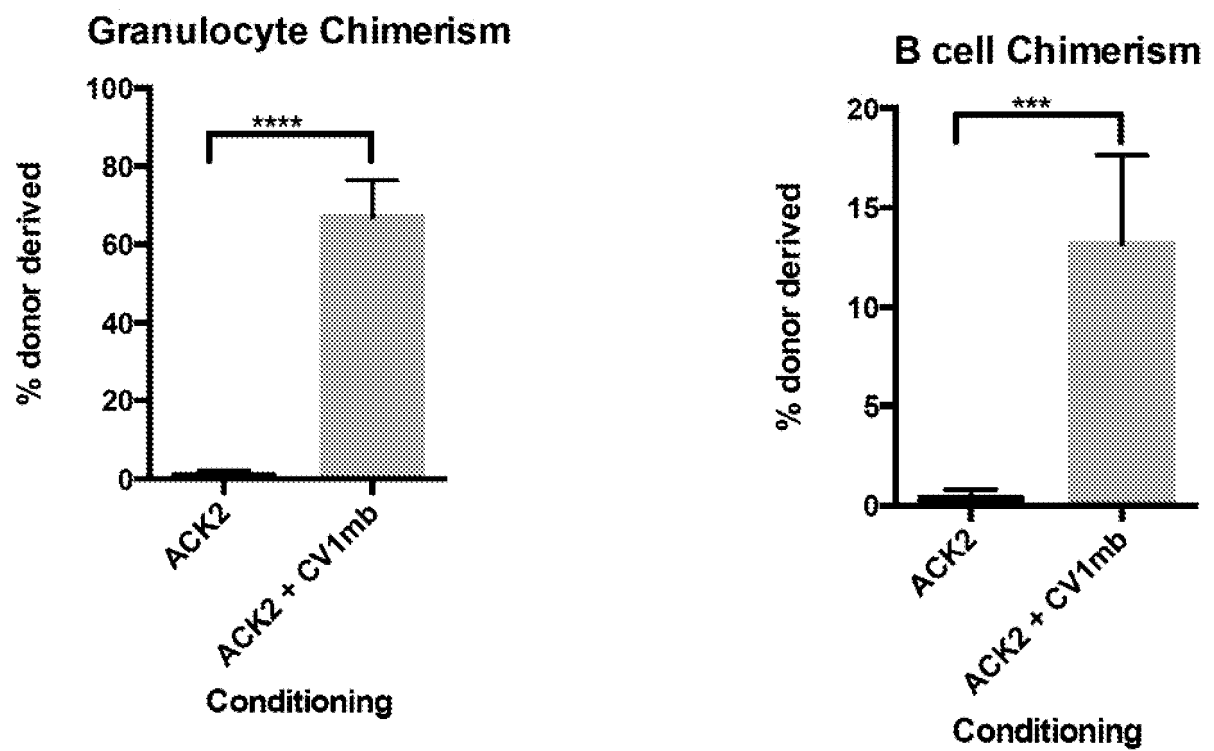 Granulocyte Chimerism
100
80
60
40
20
0
% donor derived
****
ACK2
ACK2 + CV1mb
Conditioning
B cell Chimerism
20
15
10
5
0
% donor derived
***
ACK2
ACK2 + CV1mb
Conditioning